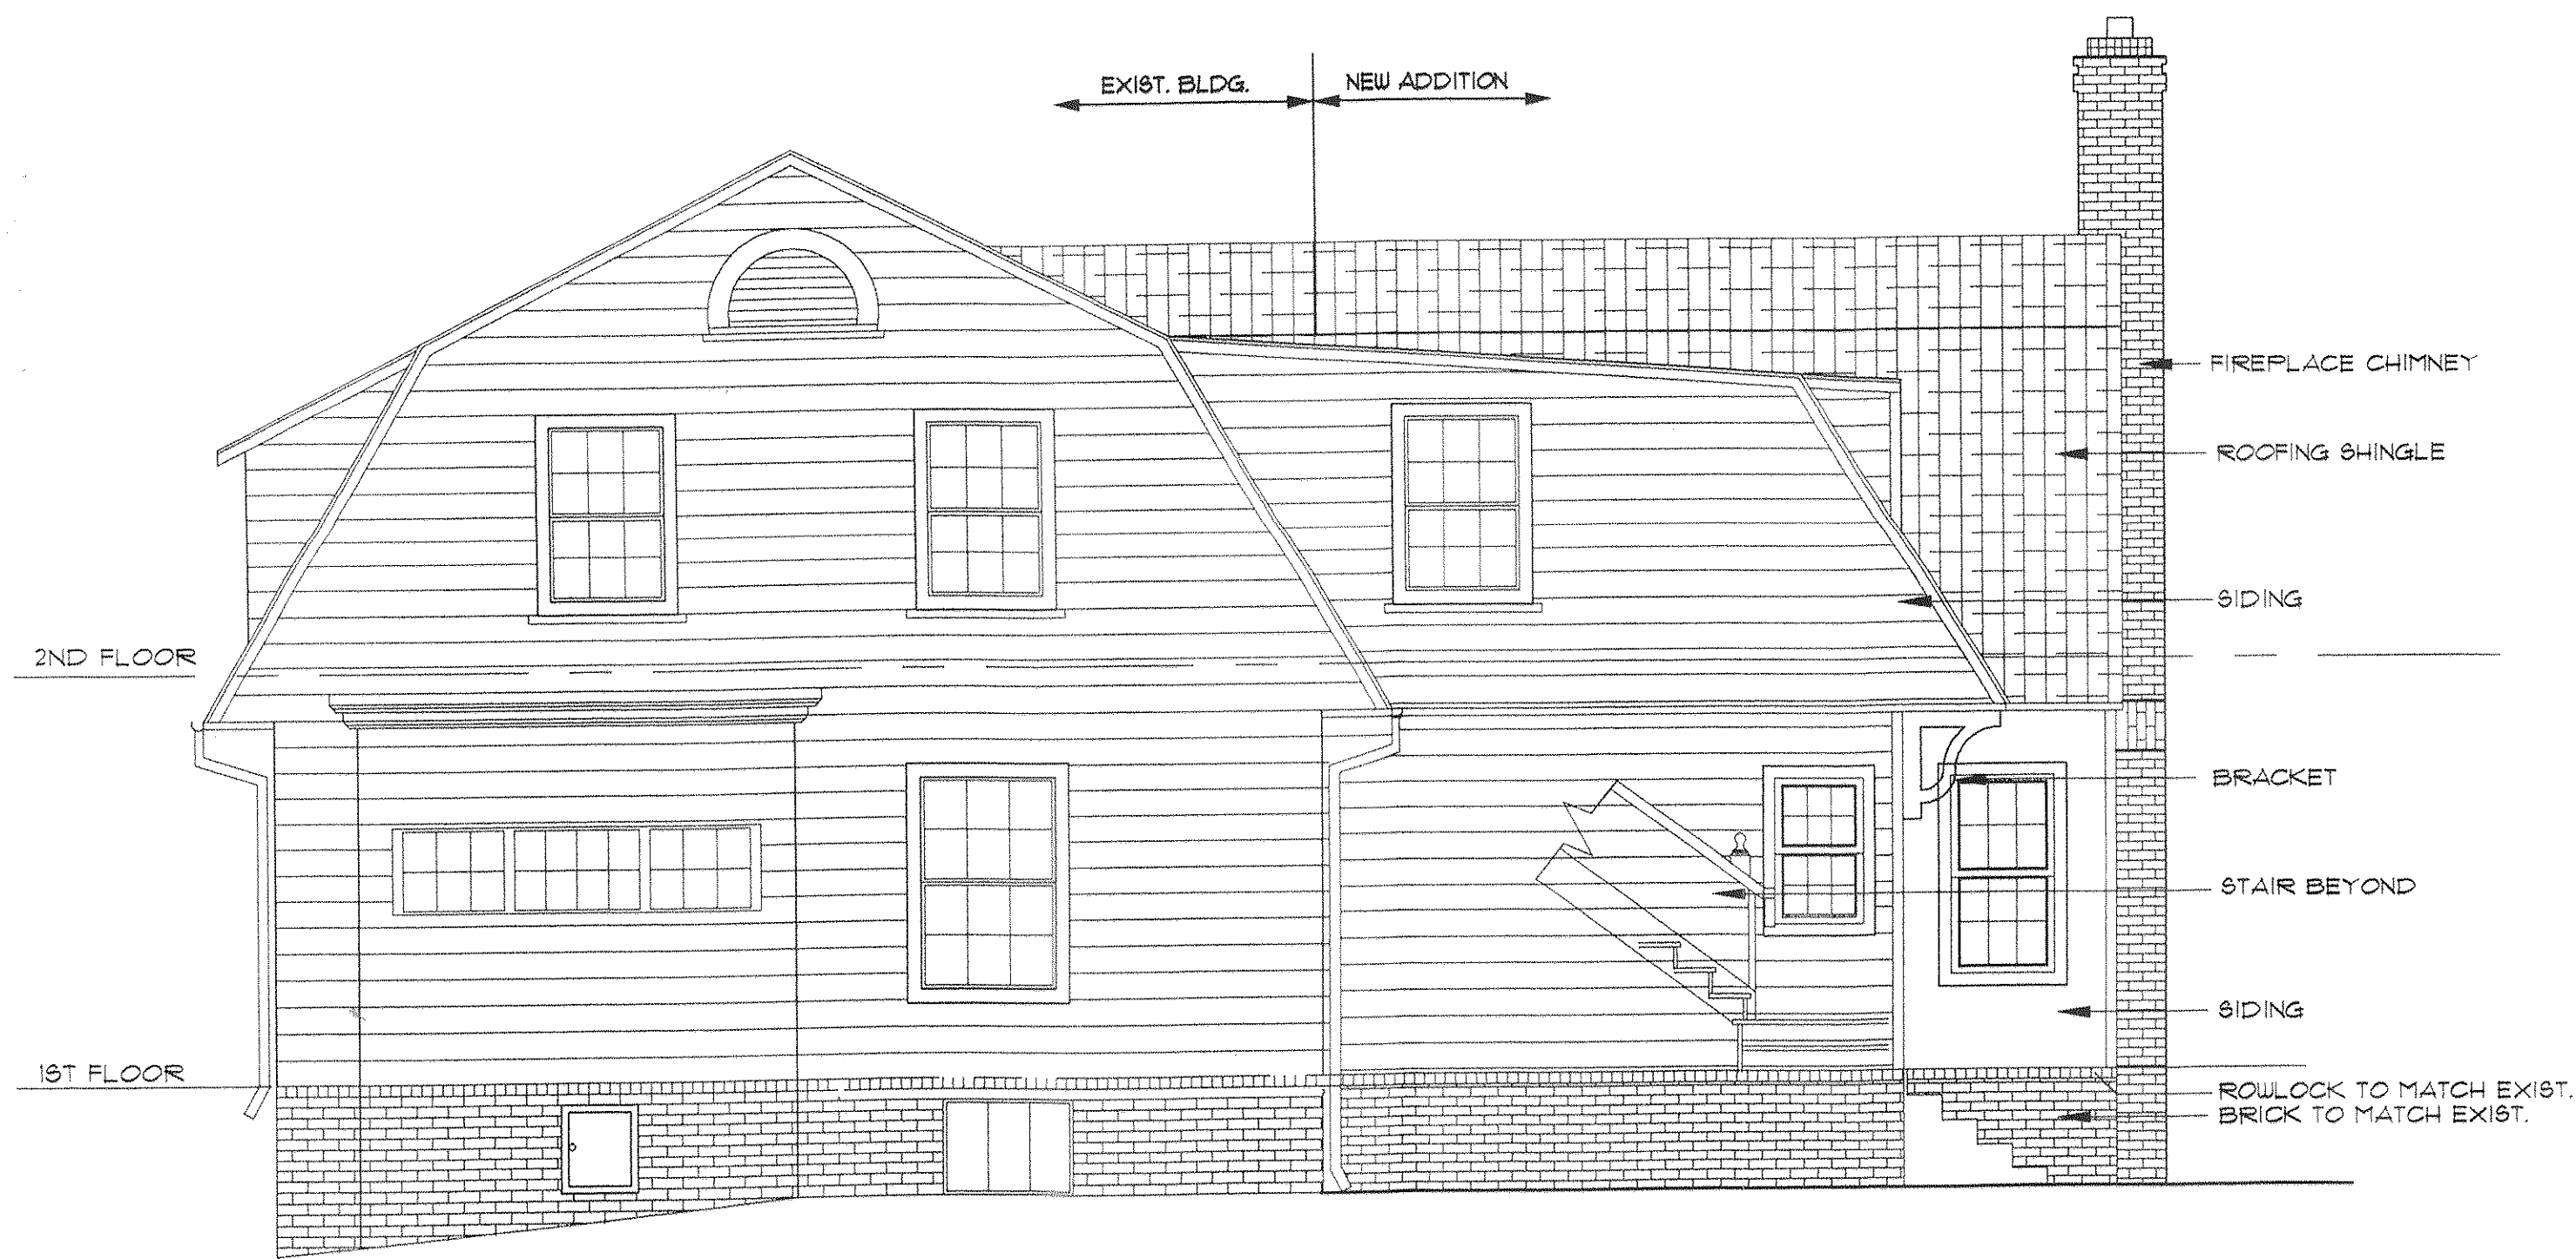 EXIST. BLDG.
NEW ADDITION
FIREPLACE CHIMNEY
ROOFING SHINGLE
SIDING
2ND FLOOR
BRACKET
STAIR BEYOND
SIDING
1ST FLOOR
ROWLOCK TO MATCH EXIST.
BRICK TO MATCH EXIST.